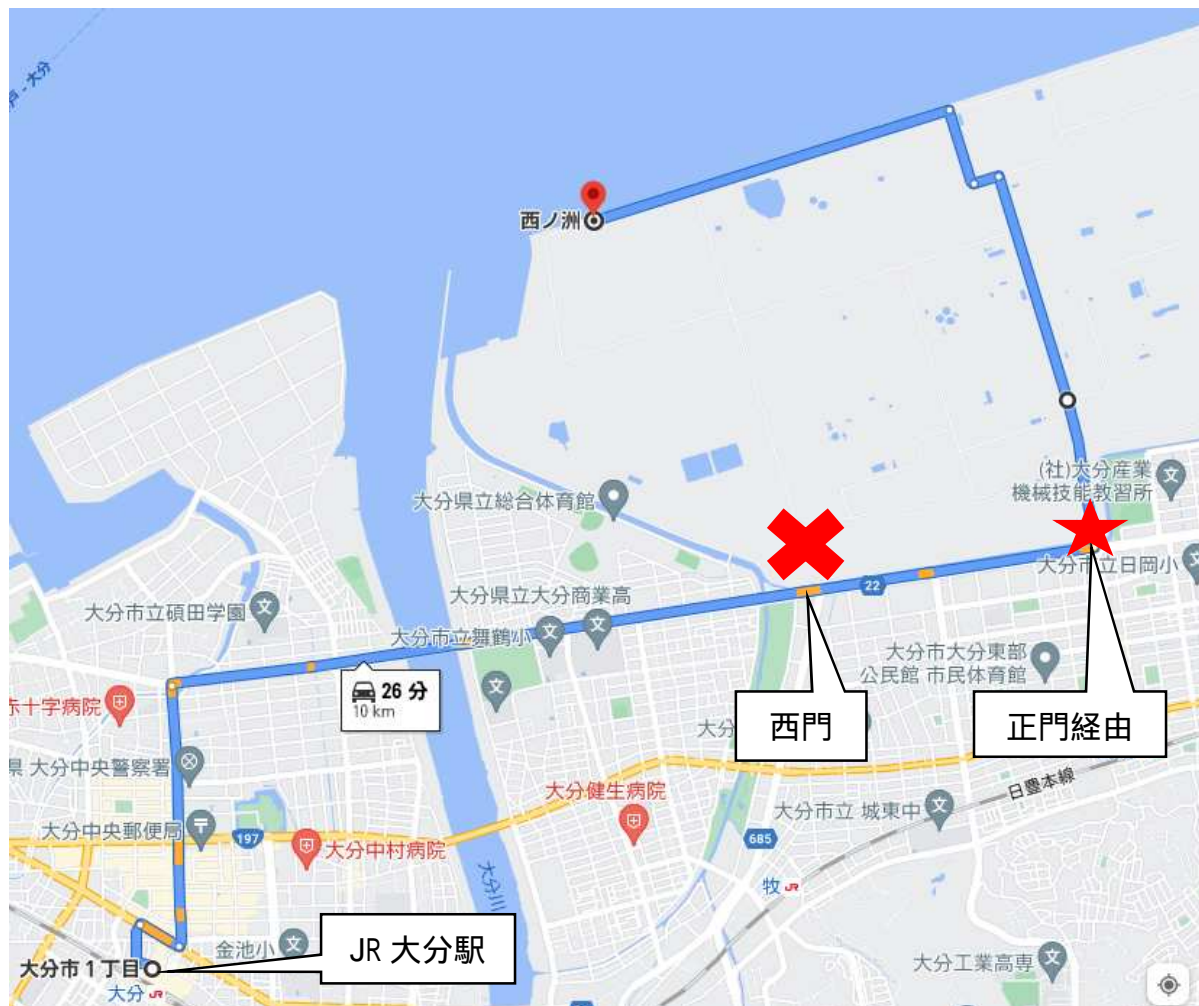 戸 - 大分
西ノ洲
(社)大分産業
機械技能教習所
大分県立総合体育館
大分市立日岡小
22
大分県立大分商業高
大分市立碩田学園
大分市立舞鶴小
大分市大分東部
公民館 市民体育館
26 分
10 km
赤十字病院
西門
正門経由
大分
県 大分中央警察署
日豊本線
大分健生病院
大分市立 城東中
大分中央郵便局
197
大分中村病院
685
大分川
牧 JR
JR 大分駅
金池小
大分市1丁目
大分 JR
大分工業高専